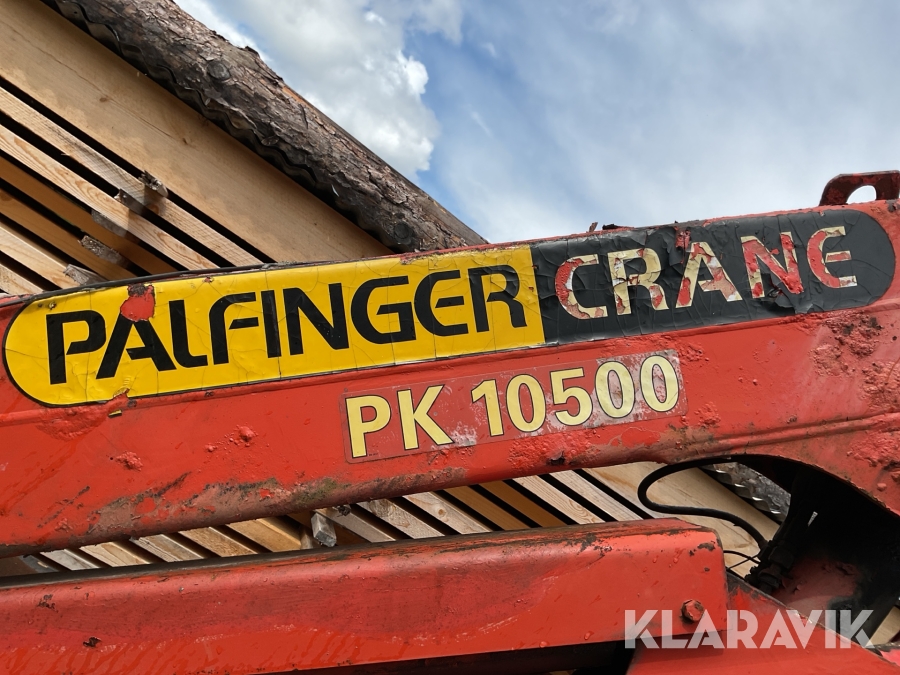 PALFINGER CRANE
PK 10500
KLARAVIK